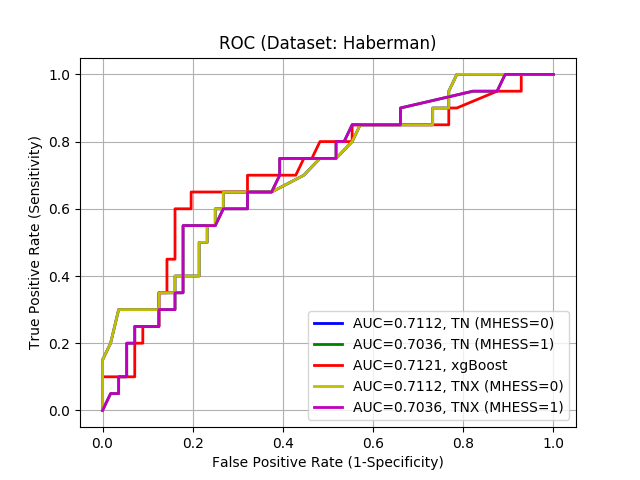 ROC (Dataset: Haberman)
True Positive Rate (Sensitivity)
1.0
0.8
0.6
0.4
0.2
0.0
AUC=0.7112, TN (MHESS=0)
AUC=0.7036, TN (MHESS=1)
AUC=0.7121, xgBoost
AUC=0.7112, TNX (MHESS=0)
AUC=0.7036, TNX (MHESS=1)
0.0 0.2 0.4 0.6 0.8 1.0
False Positive Rate (1-Specificity)